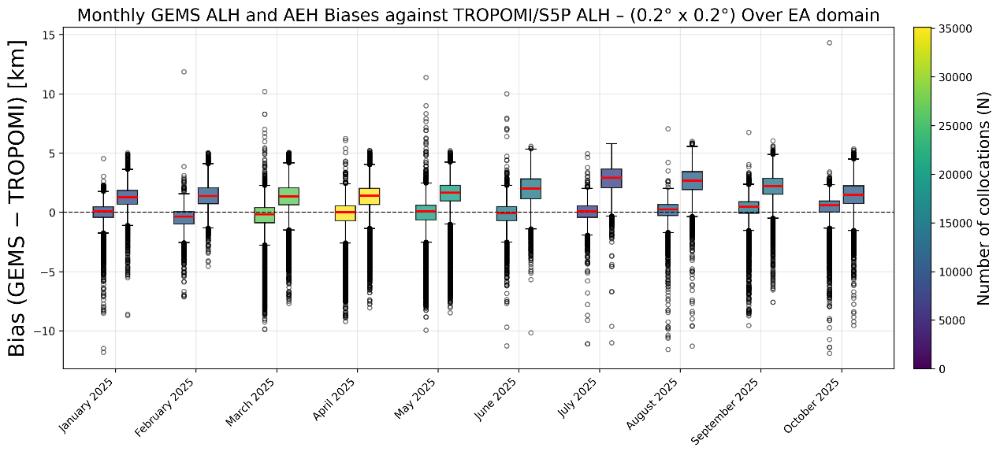 Monthly GEMS ALH and AEH Biases against TROPOMI/S5P ALH – (0.2° x 0.2°) Over EA domain
Bias (GEMS − TROPOMI) [km]
15
10
5
0
−5
−10
January 2025
February 2025
March 2025
April 2025
May 2025
June 2025
July 2025
August 2025
September 2025
October 2025
35000
30000
25000
20000
15000
10000
5000
0
Number of collocations (N)